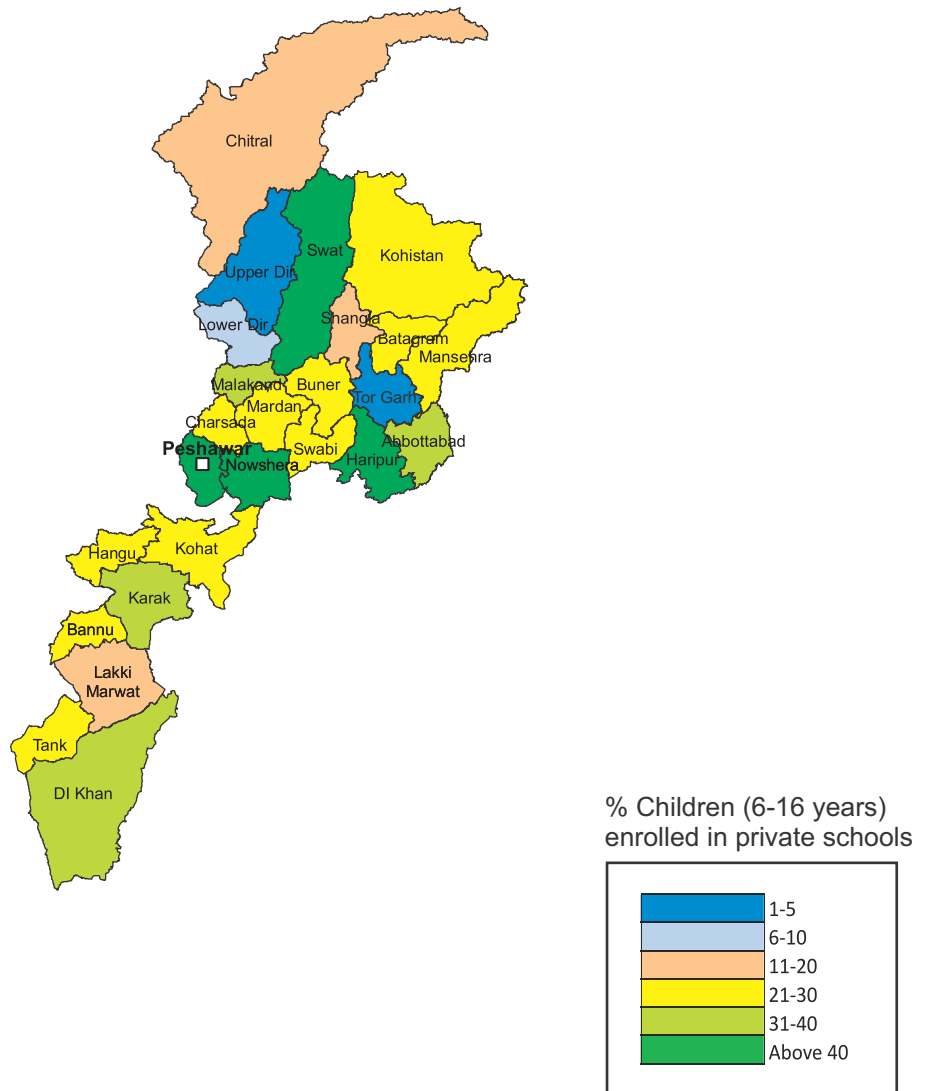 Chitral
Swat
Kohistan
Upper Dir
Shangla
Lower Dir
Batagram
Mansehra
Malakand
Buner
Tor Garh
Mardan
Charsada
Abbottabad
Peshawar
Swabi
Haripur
Nowshera
Kohat
Hangu
Karak
Bannu
Lakki
Marwat
Tank
DI Khan
% Children (6-16 years)
enrolled in private schools
1-5
6-10
11-20
21-30
31-40
Above 40